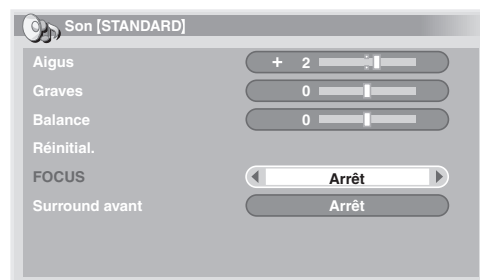 Son [STANDARD]
Aigus + 2
Graves 0
Balance 0
Réinitial.
FOCUS Arrêt
Surround avant Arrêt